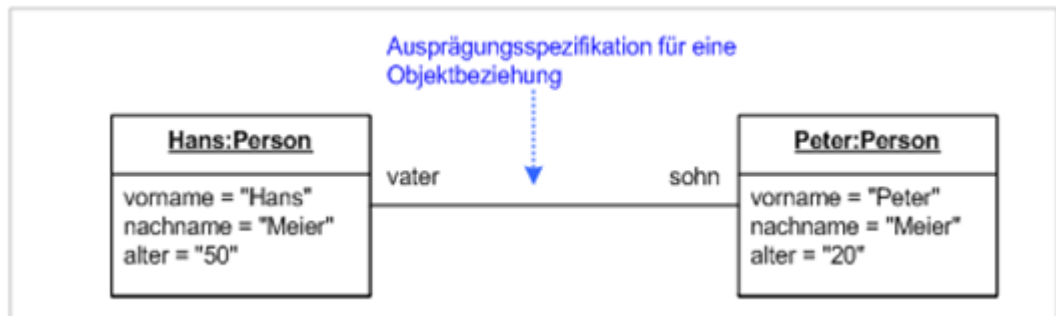 Ausprägungsspezifikation für eine
Objektbeziehung
Hans:Person
vorname = "Hans"
nachname = "Meier"
alter = "50"
vater
sohn
Peter:Person
vorname = "Peter"
nachname = "Meier"
alter = "20"